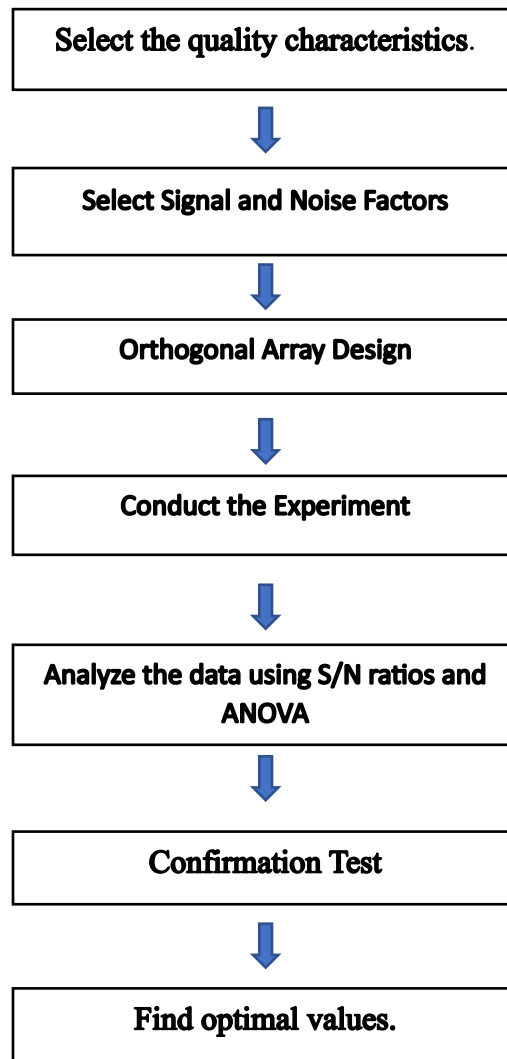 Select the quality characteristics.
Select Signal and Noise Factors
Orthogonal Array Design
Conduct the Experiment
Analyze the data using S/N ratios and
ANOVA
Confirmation Test
Find optimal values.